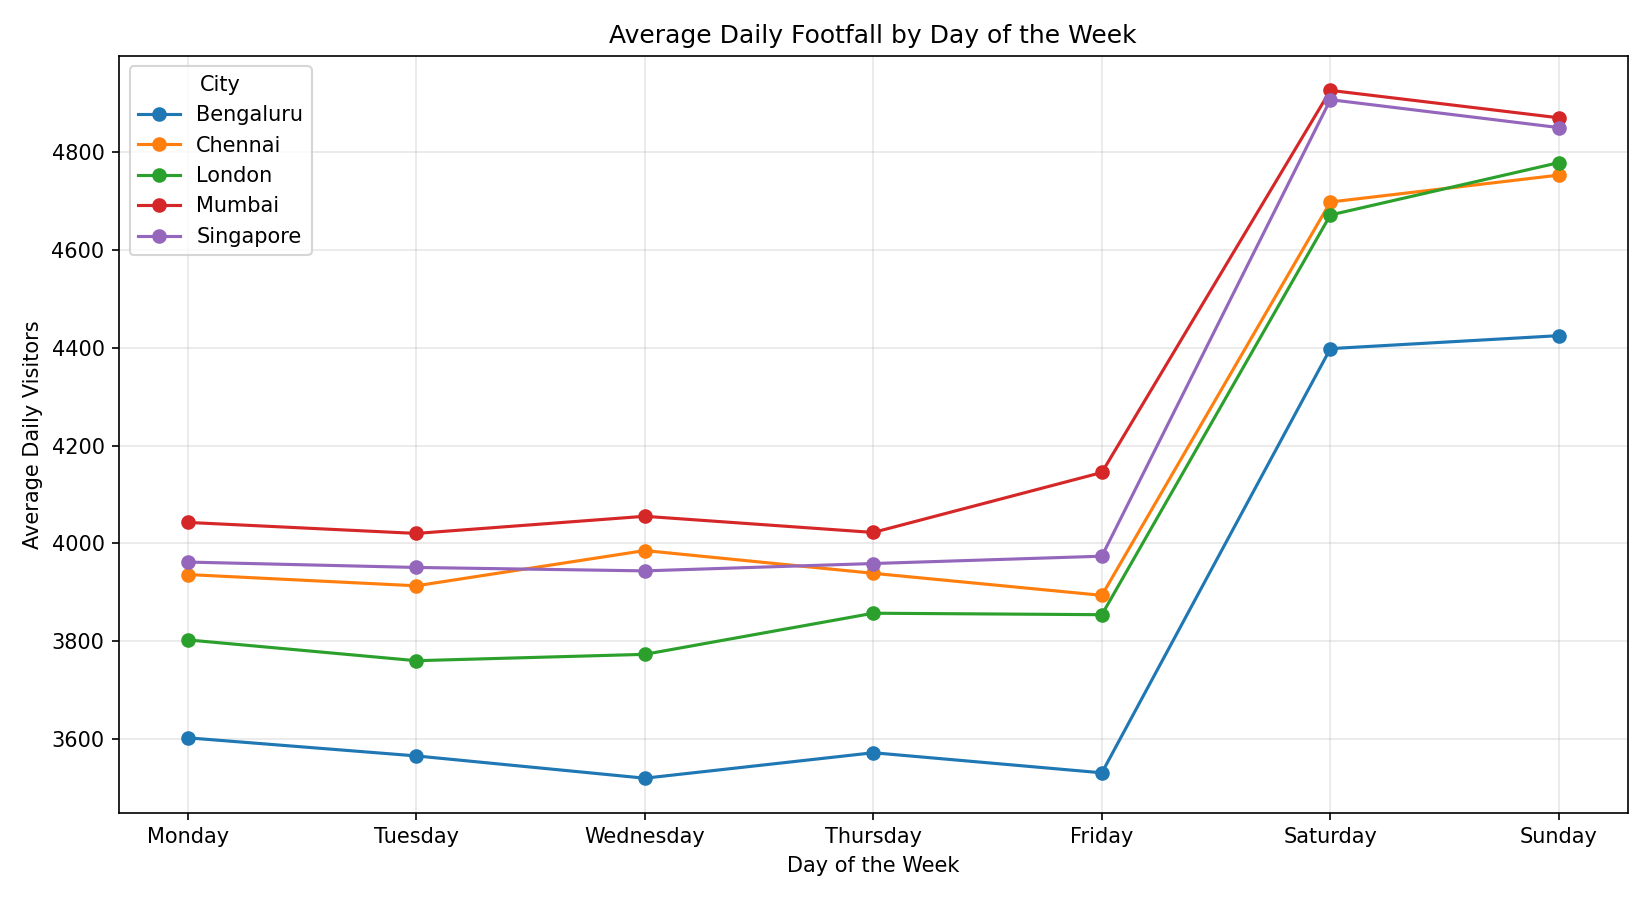 Average Daily Footfall by Day of the Week
City
Bengaluru
Chennai
London
Mumbai
Singapore
Average Daily Visitors
4800
4600
4400
4200
4000
3800
3600
Monday Tuesday Wednesday Thursday Friday Saturday Sunday
Day of the Week